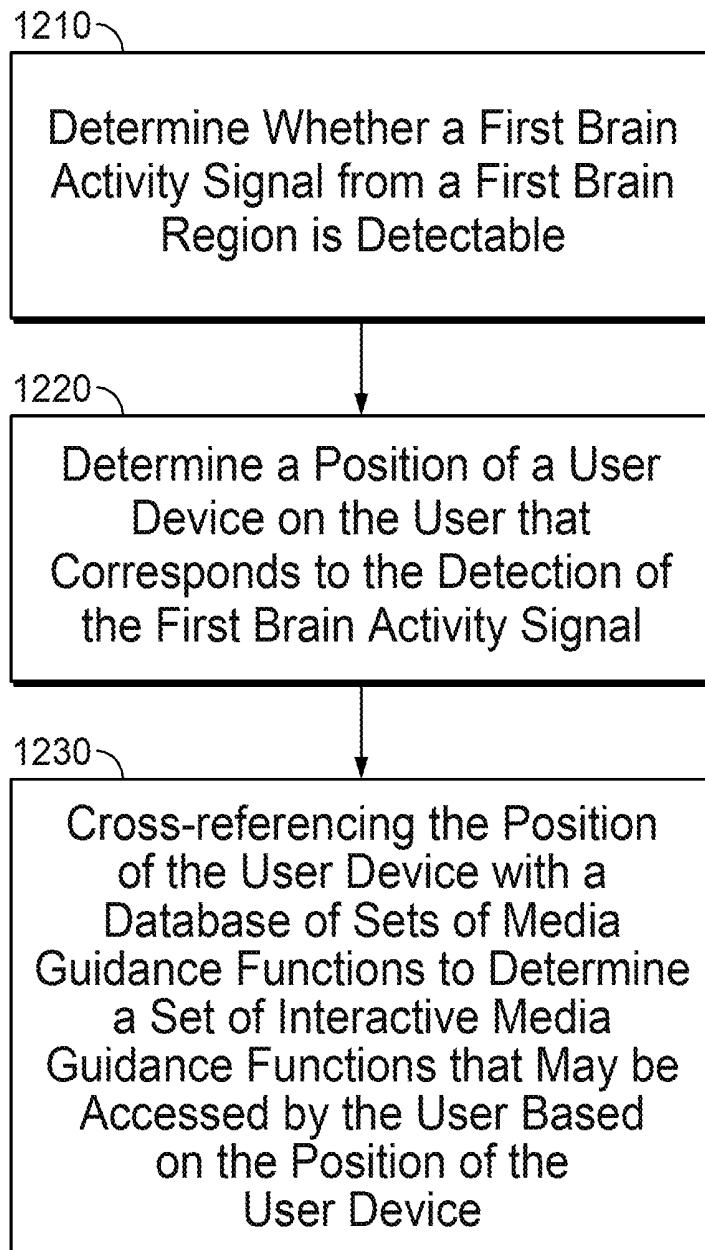 1210
Determine Whether a First Brain
Activity Signal from a First Brain
Region is Detectable
1220
Determine a Position of a User
Device on the User that
Corresponds to the Detection of
the First Brain Activity Signal
1230
Cross-referencing the Position
of the User Device with a
Database of Sets of Media
Guidance Functions to Determine
a Set of Interactive Media
Guidance Functions that May be
Accessed by the User Based
on the Position of the
User Device